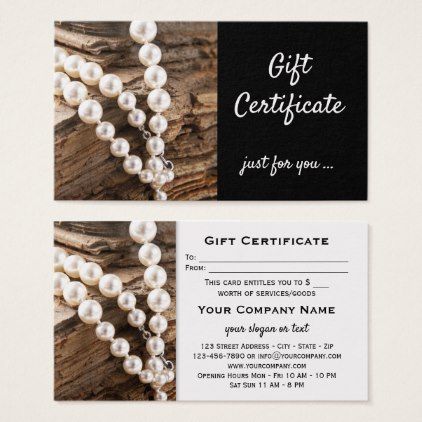 Gift
Certificate
just for you ...
Gift Certificate
To:
From:
This card entitles you to $ ___
worth of services/goods
Your Company Name
your slogan or text
123 Street Address - City - State - Zip
123-456-7890 or info@yourcompany.com
www.yourcompany.com
Opening Hours Mon - Fri 10 AM - 10 PM
Sat Sun 11 AM - 8 PM